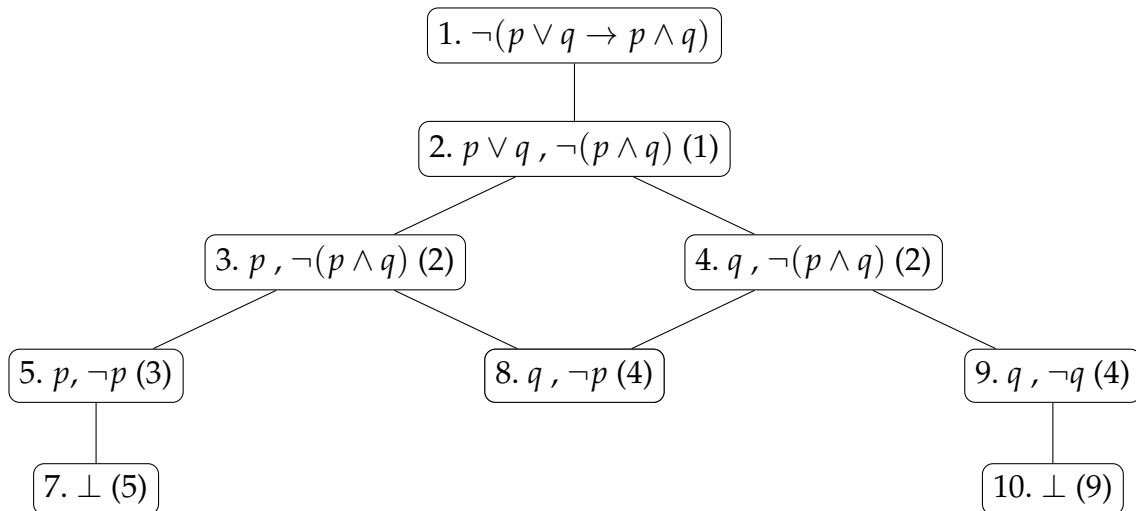 1. ¬(p ∨ q → p ∧ q)
2. p ∨ q , ¬(p ∧ q) (1)
3. p , ¬(p ∧ q) (2)
4. q , ¬(p ∧ q) (2)
5. p, ¬p (3)
8. q , ¬p (4)
9. q , ¬q (4)
7. ⊥ (5)
10. ⊥ (9)